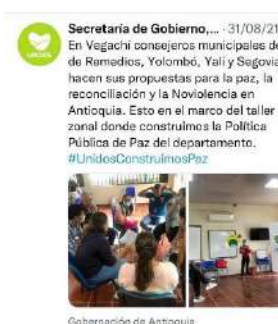 Secretaría de Gobierno,... · 31/08/21
En Vegachí consejeros municipales de
de Remedios, Yolombó, Yalí y Segovia
hacen sus propuestas para la paz, la
reconciliación y la Noviolencia en
Antioquia. Esto en el marco del taller
zonal donde construimos la Política
Pública de Paz del departamento.
#UnidosConstruimosPaz
Gobernación de Antioquia